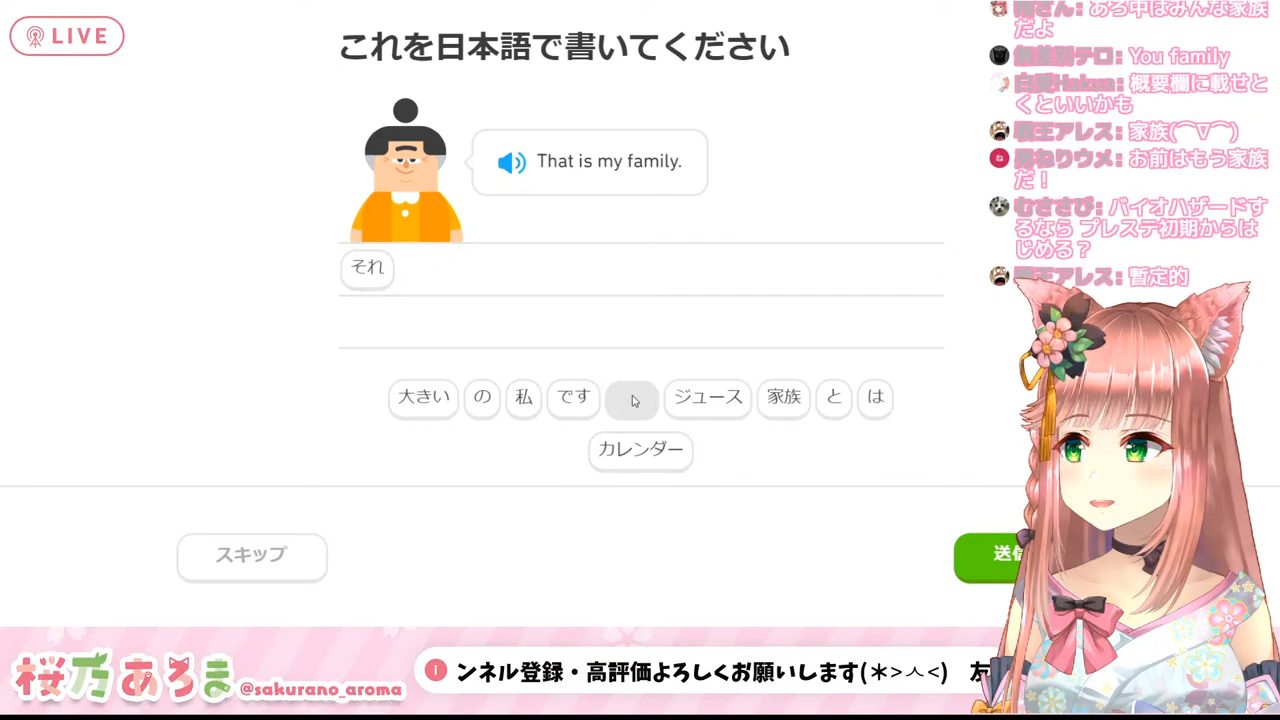 LIVE
これを日本語で書いてください
That is my family.
それ
大きい の 私 です ジュース 家族 と は
カレンダー
スキップ
送信
桜乃あろま @sakurano_aroma
ンネル登録・高評価よろしくお願いします(*>ㅅ<) 友
あろ中はみんな家族
だよ
You family
概要欄に載せと
くといいかも
家族(⌒∇⌒)
ね
お前はもう家族
だ！
むささび: バイオハザードす
るなら プレステ初期からは
じめる？
暫定的